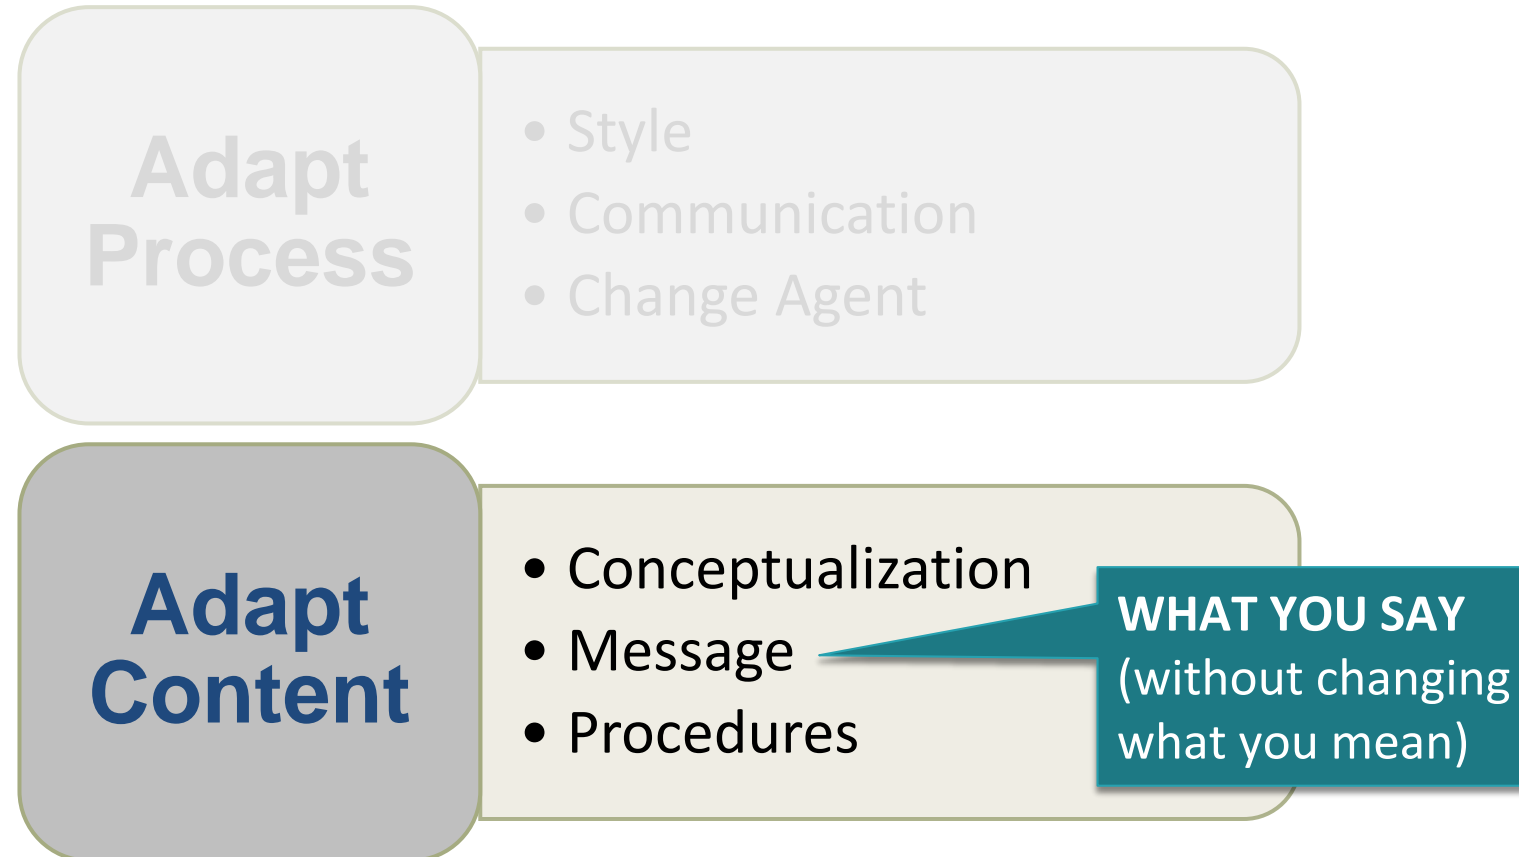 Adapt
Process
• Style
• Communication
• Change Agent
Adapt
Content
• Conceptualization
• Message
• Procedures
WHAT YOU SAY
(without changing
what you mean)